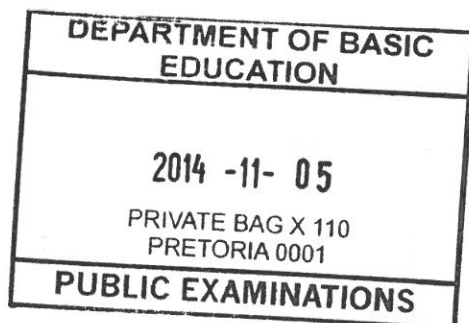 DEPARTMENT OF BASIC
EDUCATION
2014 -11- 05
PRIVATE BAG X 110
PRETORIA 0001
PUBLIC EXAMINATIONS